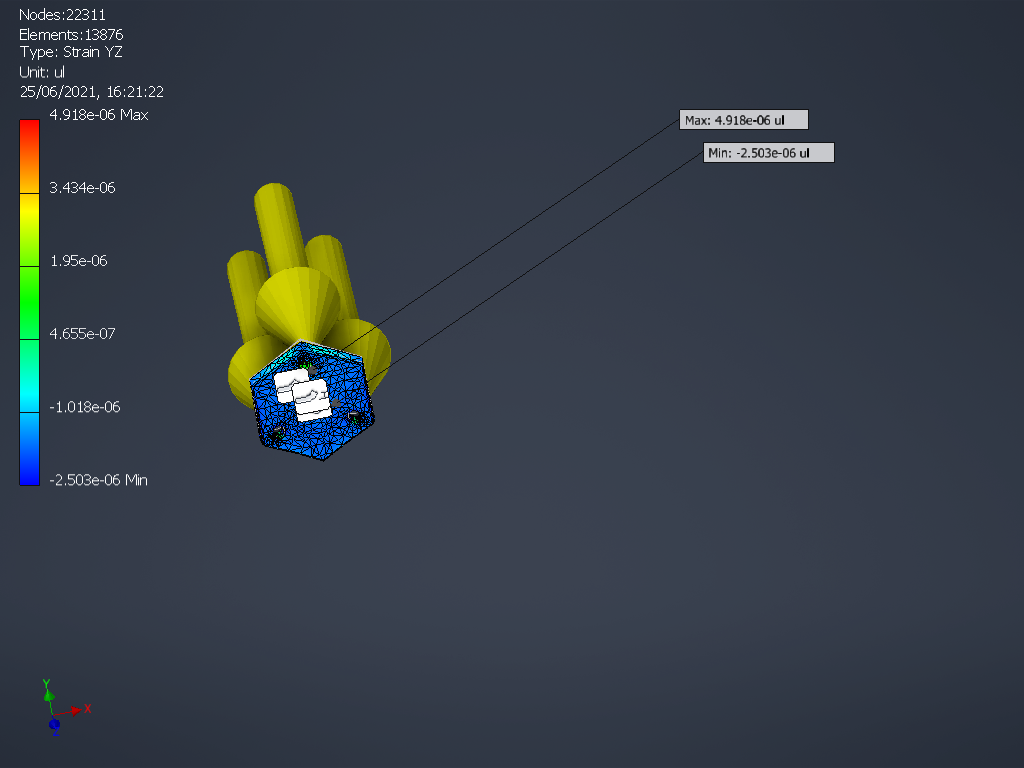 Nodes:22311
Elements:13876
Type: Strain YZ
Unit: ul
25/06/2021, 16:21:22
4.918e-06 Max
3.434e-06
1.95e-06
4.655e-07
-1.018e-06
-2.503e-06 Min
Max: 4.918e-06 ul
Min: -2.503e-06 ul
Y
X
Z